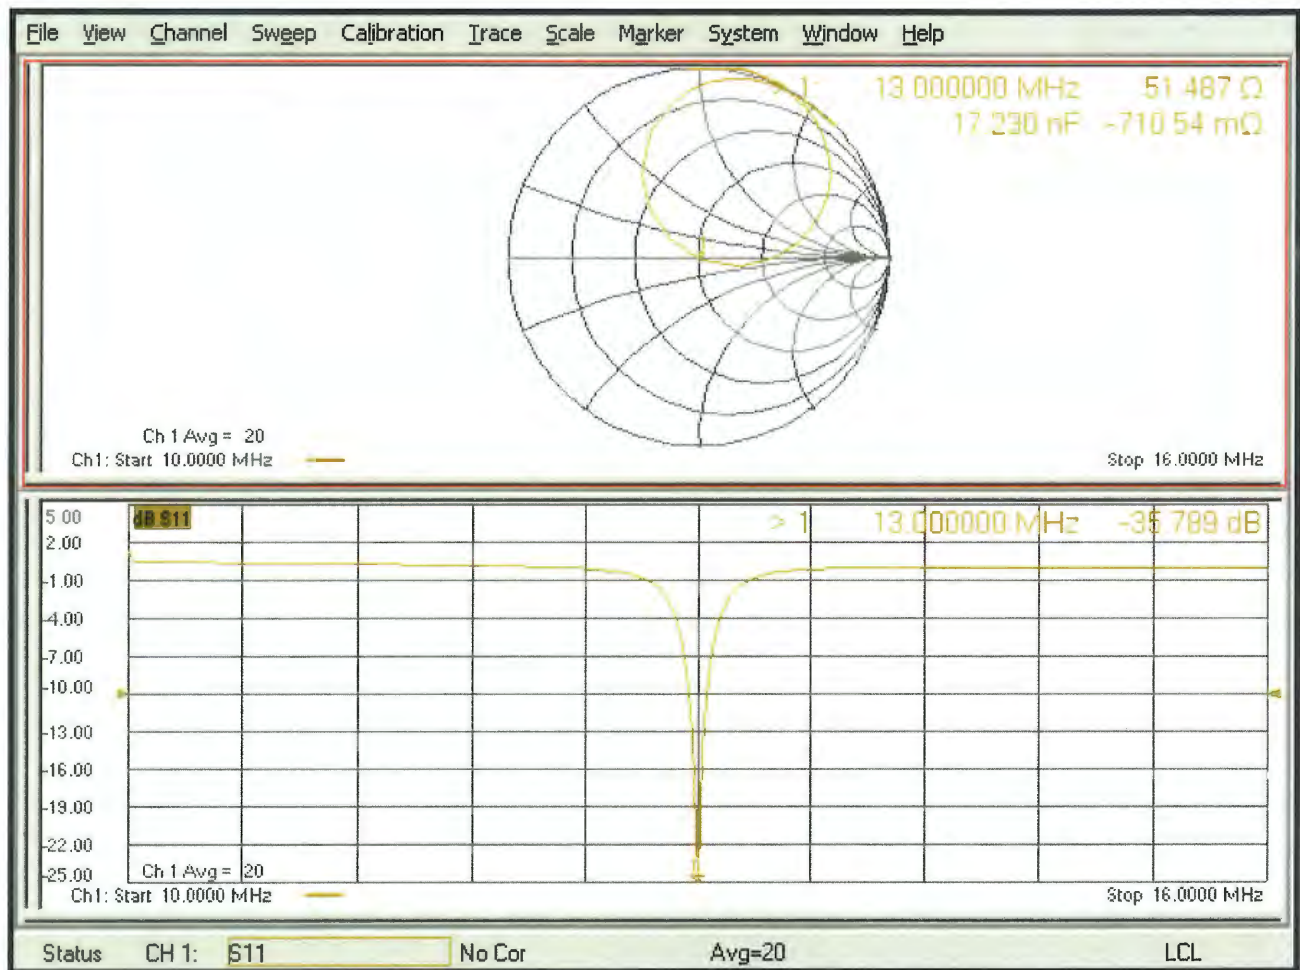 File View Channel Sweep Calibration Trace Scale Marker System Window Help
> 1: 13.000000 MHz 51.487 Ω
17.230 nF -710.54 mΩ
Ch 1 Avg = 20
Ch1: Start 10.0000 MHz Stop 16.0000 MHz
5.00 dB S11 > 1: 13.000000 MHz -35.789 dB
2.00
-1.00
-4.00
-7.00
-10.00
-13.00
-16.00
-19.00
-22.00
-25.00 Ch 1 Avg = 20
Ch1: Start 10.0000 MHz Stop 16.0000 MHz
Status CH 1: S11 No Cor Avg=20 LCL